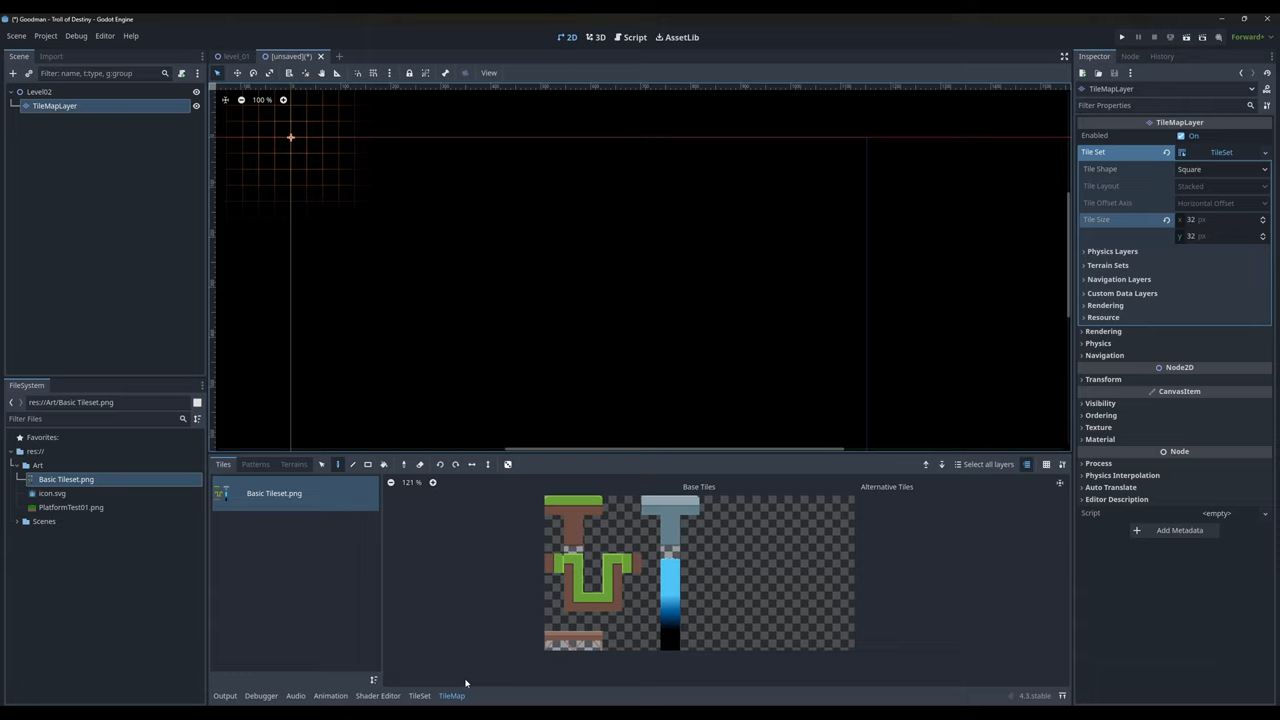 (*) Goodman - Troll of Destiny - Godot Engine
Scene Project Debug Editor Help
2D 3D Script AssetLib
Forward+
Scene Import
level_01 [unsaved](*)
Inspector Node History
Filter: name, t:type, g:group
View
Level02
TileMapLayer
100 %
TileMapLayer
Filter Properties
TileMapLayer
Enabled On
Tile Set TileSet
Tile Shape Square
Tile Layout Stacked
Tile Offset Axis Horizontal Offset
Tile Size x 32 px
y 32 px
Physics Layers
Terrain Sets
Navigation Layers
Custom Data Layers
Rendering
Resource
Rendering
Physics
Navigation
Node2D
Transform
CanvasItem
Visibility
Ordering
Texture
Material
Node
Process
Physics Interpolation
Auto Translate
Editor Description
Script <empty>
Add Metadata
FileSystem
res://Art/Basic Tileset.png
Filter Files
Favorites:
res://
Art
Basic Tileset.png
icon.svg
PlatformTest01.png
Scenes
Tiles Patterns Terrains
Select all layers
121 %
Basic Tileset.png
Base Tiles
Alternative Tiles
Output Debugger Audio Animation Shader Editor TileSet TileMap
4.3.stable